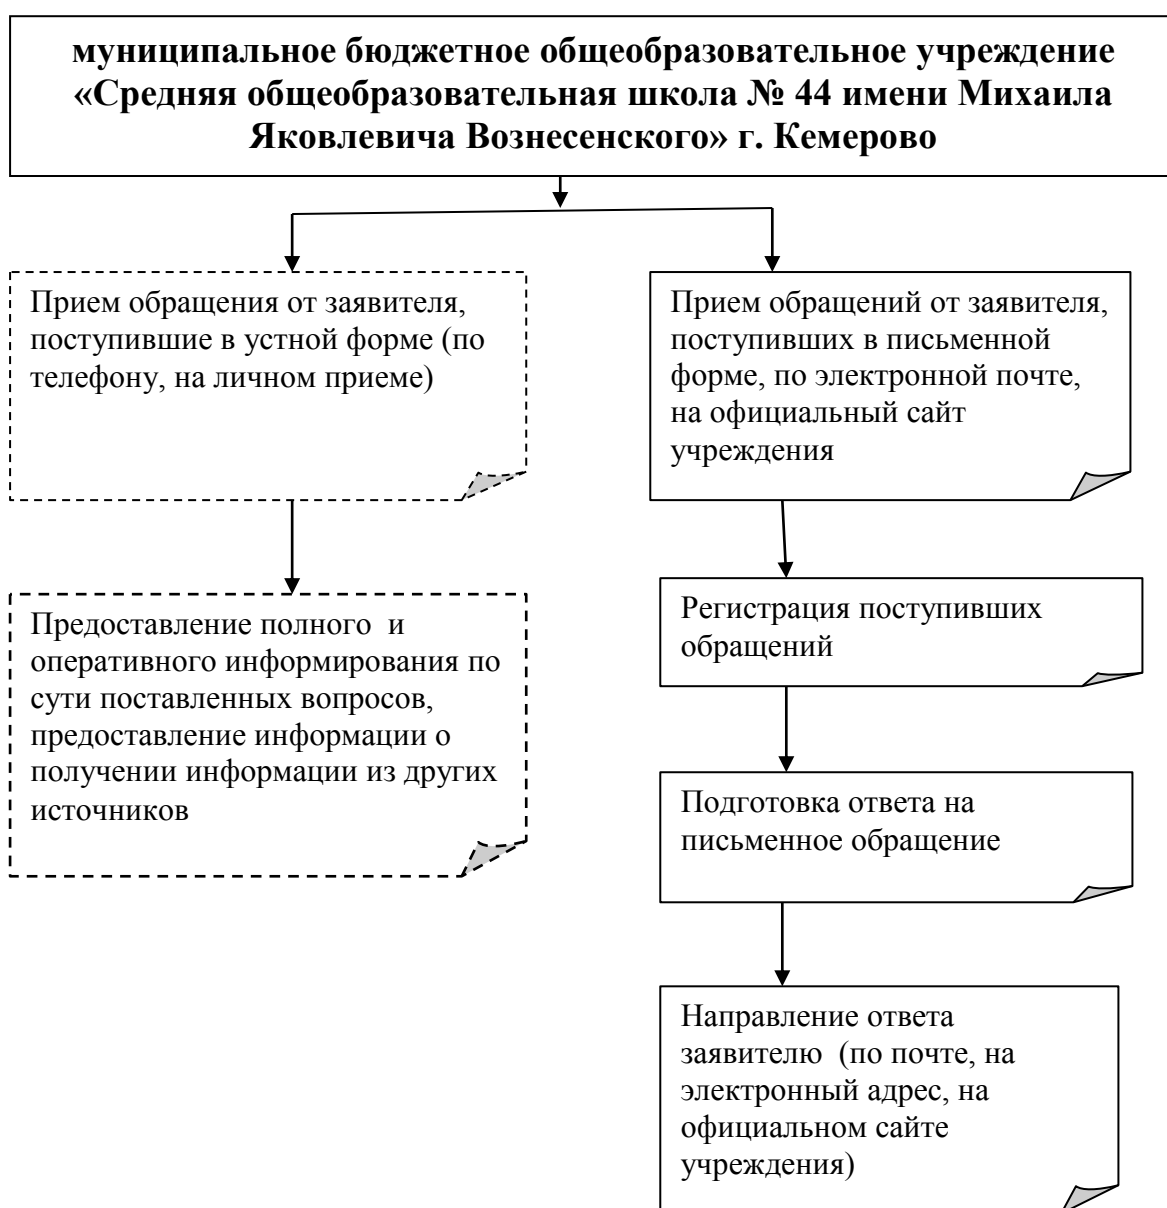 муниципальное бюджетное общеобразовательное учреждение
«Средняя общеобразовательная школа № 44 имени Михаила
Яковлевича Вознесенского» г. Кемерово
Прием обращения от заявителя,
поступившие в устной форме (по
телефону, на личном приеме)
Прием обращений от заявителя,
поступивших в письменной
форме, по электронной почте,
на официальный сайт
учреждения
Предоставление полного  и
оперативного информирования по
сути поставленных вопросов,
предоставление информации о
получении информации из других
источников
Регистрация поступивших
обращений
Подготовка ответа на
письменное обращение
Направление ответа
заявителю  (по почте, на
электронный адрес, на
официальном сайте
учреждения)